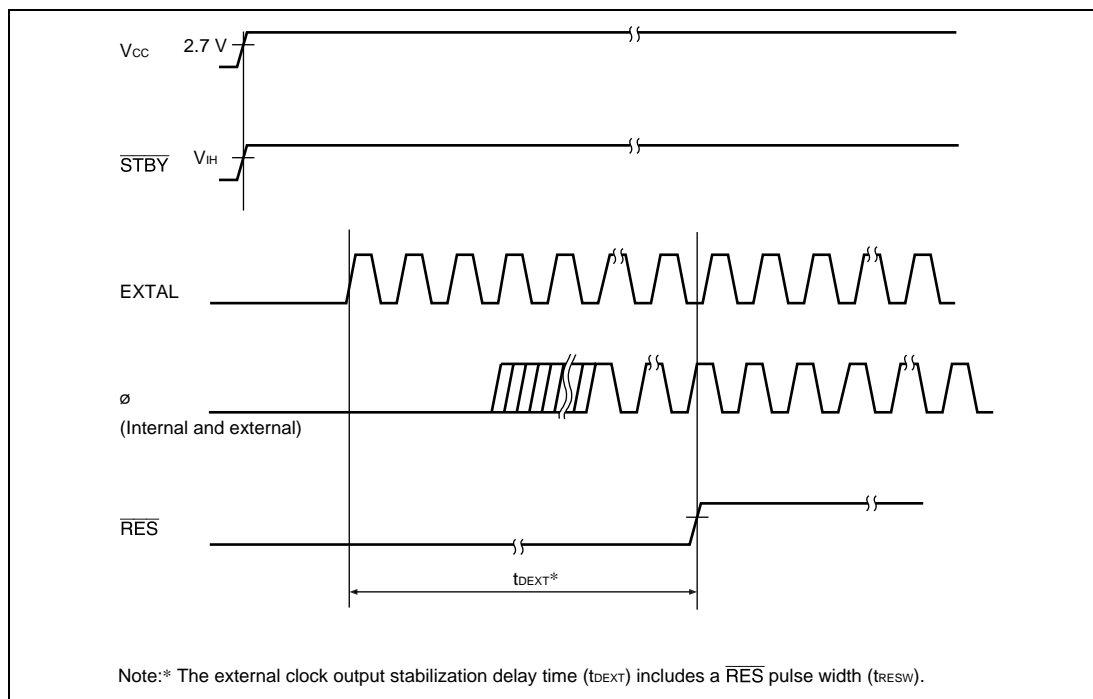 Vcc 2.7 V
STBY VIH
EXTAL
ø
(Internal and external)
RES
tDEXT*
Note:* The external clock output stabilization delay time (tDEXT) includes a RES pulse width (tRESW).